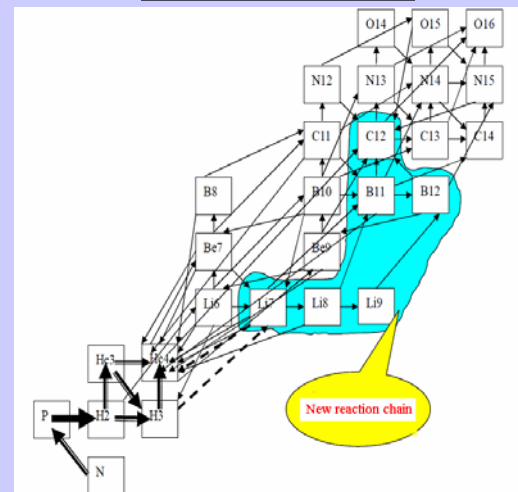 O14 O15 O16
N12 N13 N14 N15
C11 C12 C13 C14
B8 B10 B11 B12
Be7 Be9
Li6 Li7 Li8 Li9
He3 He4
P H2 H3
N
New reaction chain